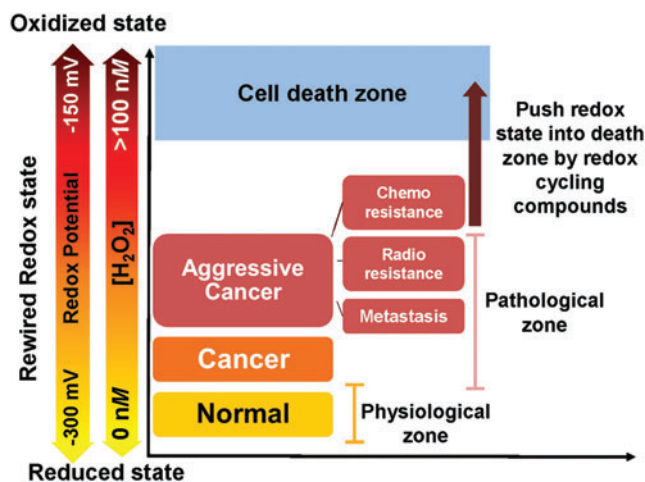 Oxidized state
Rewired Redox state
-150 mV
Redox Potential
-300 mV
>100 nM
[H₂O₂]
0 nM
Reduced state
Cell death zone
Push redox
state into death
zone by redox
cycling
compounds
Chemo
resistance
Aggressive
Cancer
Radio
resistance
Metastasis
Pathological
zone
Cancer
Normal
Physiological
zone